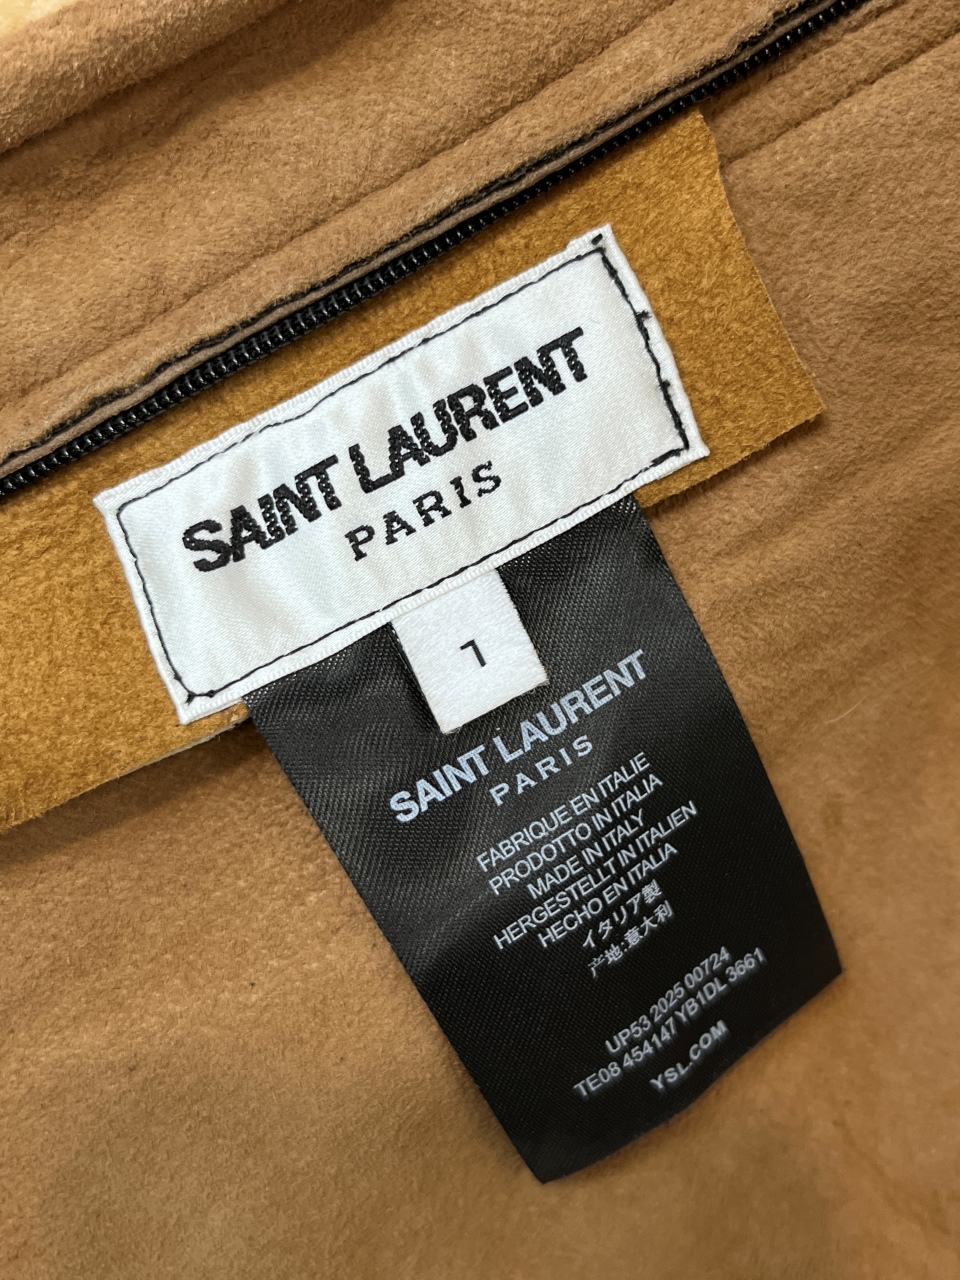 SAINT LAURENT
PARIS
1
SAINT LAURENT
PARIS
FABRIQUE EN ITALIE
PRODOTTO IN ITALIA
MADE IN ITALY
HERGESTELLT IN ITALIEN
HECHO EN ITALIA
イタリア製
产地:意大利
UP53 2025 00724
TE08 454147 YB1DL 3661
YSL.COM